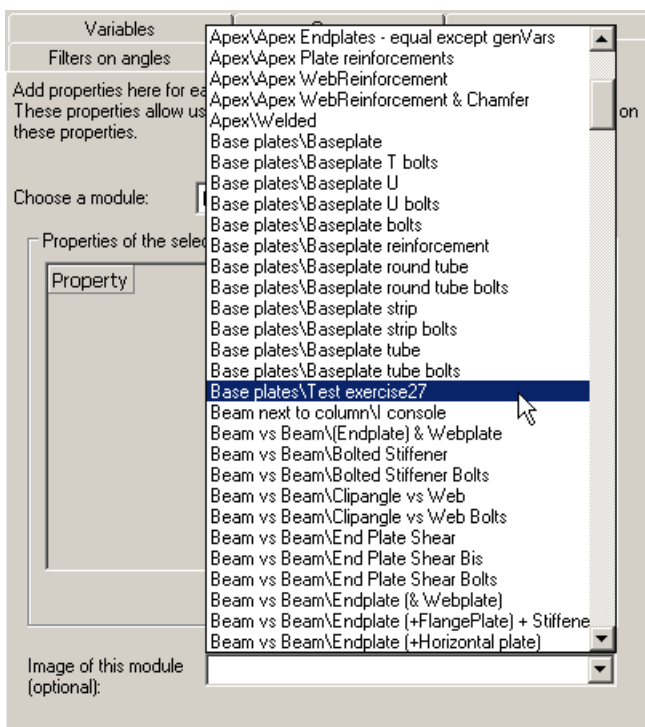 Variables
Filters on angles
Add properties here for ea
These properties allow us on
these properties.
Choose a module:
Properties of the selec
Property
Apex\Apex Endplates - equal except genVars
Apex\Apex Plate reinforcements
Apex\Apex WebReinforcement
Apex\Apex WebReinforcement & Chamfer
Apex\Welded
Base plates\Baseplate
Base plates\Baseplate T bolts
Base plates\Baseplate U
Base plates\Baseplate U bolts
Base plates\Baseplate bolts
Base plates\Baseplate reinforcement
Base plates\Baseplate round tube
Base plates\Baseplate round tube bolts
Base plates\Baseplate strip
Base plates\Baseplate strip bolts
Base plates\Baseplate tube
Base plates\Baseplate tube bolts
Base plates\Test exercise27
Beam next to column\I console
Beam vs Beam\(Endplate) & Webplate
Beam vs Beam\Bolted Stiffener
Beam vs Beam\Bolted Stiffener Bolts
Beam vs Beam\Clipangle vs Web
Beam vs Beam\Clipangle vs Web Bolts
Beam vs Beam\End Plate Shear
Beam vs Beam\End Plate Shear Bis
Beam vs Beam\End Plate Shear Bolts
Beam vs Beam\Endplate (& Webplate)
Beam vs Beam\Endplate (+FlangePlate) + Stiffene
Beam vs Beam\Endplate (+Horizontal plate)
Image of this module
(optional):